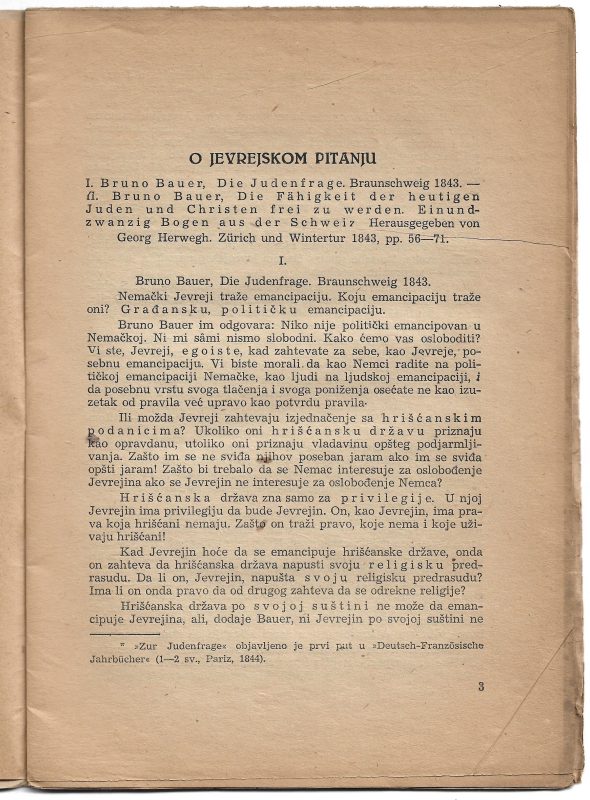 O JEVREJSKOM PITANJU
I. Bruno Bauer, Die Judenfrage. Braunschweig 1843. —
II. Bruno Bauer, Die Fähigkeit der heutigen
Juden und Christen frei zu werden. Einund-
zwanzig Bogen aus der Schweiz Herausgegeben von
Georg Herwegh. Zürich und Wintertur 1843, pp. 56—71.
I.
Bruno Bauer, Die Judenfrage. Braunschweig 1843.
Nemački Jevreji traže emancipaciju. Koju emancipaciju traže
oni? Građansku, političku emancipaciju.
Bruno Bauer im odgovara: Niko nije politički emancipovan u
Nemačkoj. Ni mi sâmi nismo slobodni. Kako ćemo vas osloboditi?
Vi ste, Jevreji, egoiste, kad zahtevate za sebe, kao Jevreje, po-
sebnu emancipaciju. Vi biste morali da kao Nemci radite na poli-
tičkoj emancipaciji Nemačke, kao ljudi na ljudskoj emancipaciji, i
da posebnu vrstu svoga tlačenja i svoga poniženja osećate ne kao izu-
zetak od pravila već upravo kao potvrdu pravila.
Ili možda Jevreji zahtevaju izjednačenje sa hrišćanskim
podanicima? Ukoliko oni hrišćansku državu priznaju
kao opravdanu, utoliko oni priznaju vladavinu opšteg podjarmlji-
vanja. Zašto im se ne sviđa njihov poseban jaram ako im se sviđa
opšti jaram! Zašto bi trebalo da se Nemac interesuje za oslobođenje
Jevrejina ako se Jevrejin ne interesuje za oslobođenje Nemca?
Hrišćanska država zna samo za privilegije. U njoj
Jevrejin ima privilegiju da bude Jevrejin. On, kao Jevrejin, ima pra-
va koja hrišćani nemaju. Zašto on traži pravo, koje nema i koje uži-
vaju hrišćani!
Kad Jevrejin hoće da se emancipuje hrišćanske države, onda
on zahteva da hrišćanska država napusti svoju religisku pred-
rasudu. Da li on, Jevrejin, napušta svoju religisku predrasudu?
Ima li on onda pravo da od drugog zahteva da se odrekne religije?
Hrišćanska država po svojoj suštini ne može da eman-
cipuje Jevrejina, ali, dodaje Bauer, ni Jevrejin po svojoj suštini ne
* »Zur Judenfrage« objavljeno je prvi put u »Deutsch-Französische
Jahrbücher« (1—2 sv., Pariz, 1844).
3